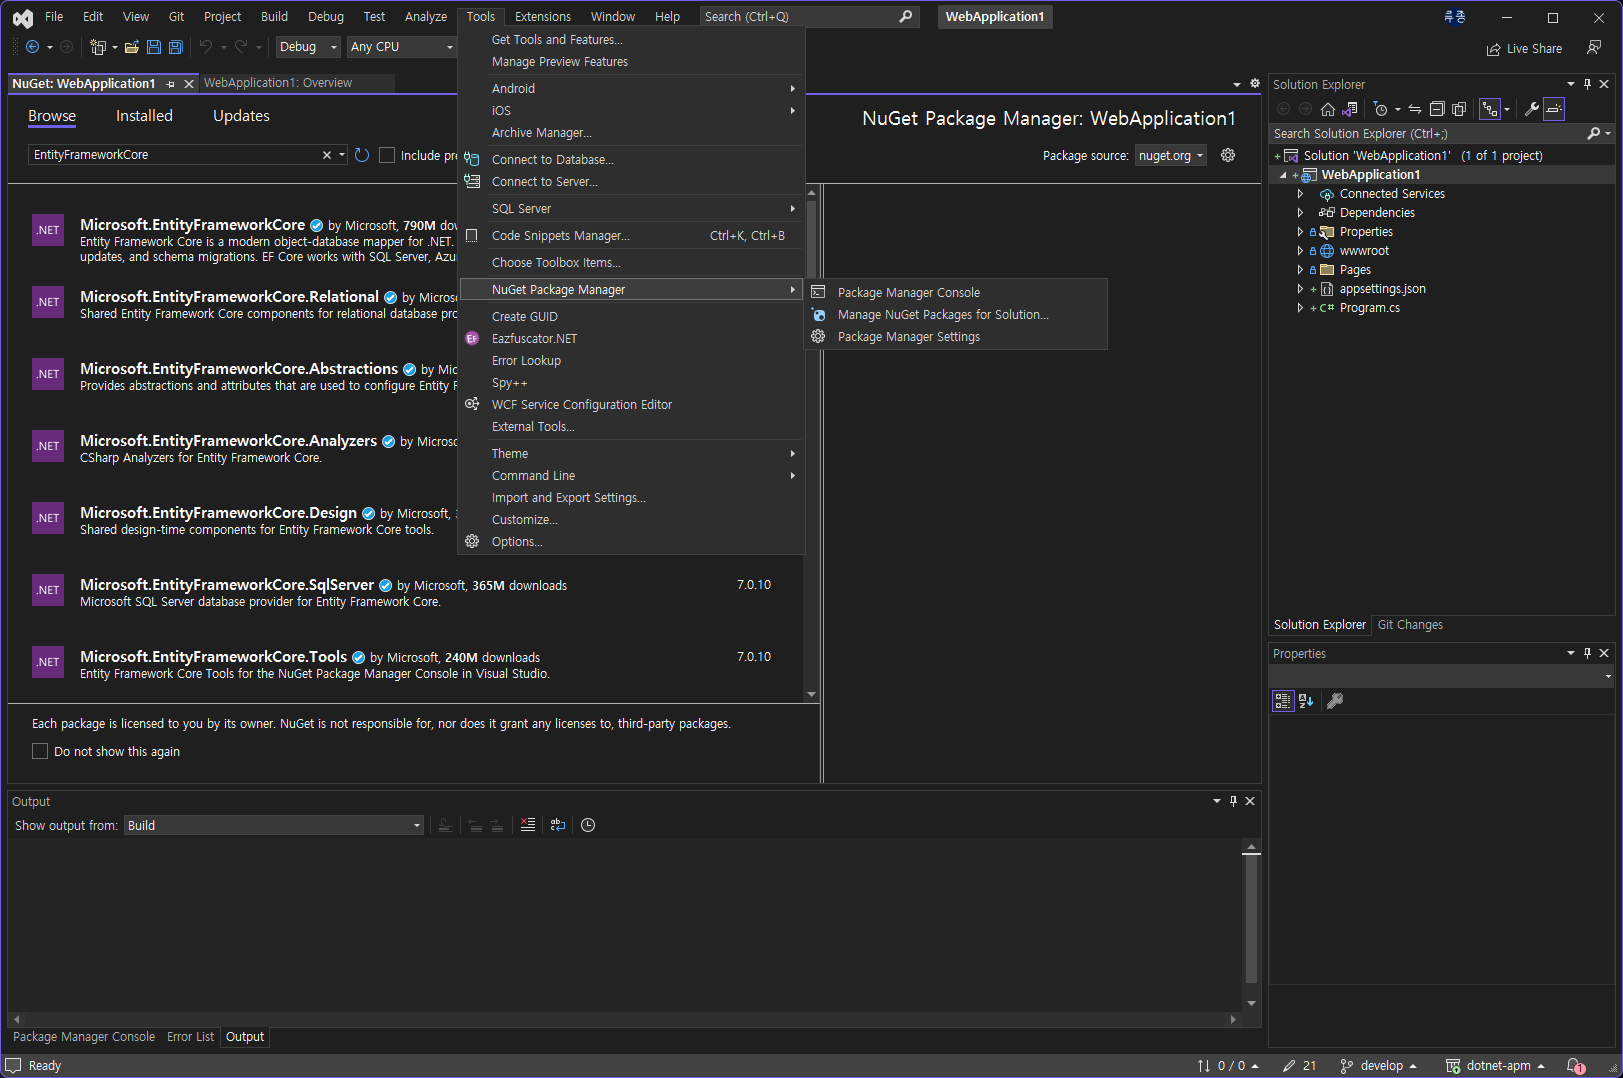 File Edit View Git Project Build Debug Test Analyze Tools Extensions Window Help Search (Ctrl+Q) WebApplication1 루종
Debug Any CPU Live Share
NuGet: WebApplication1 WebApplication1: Overview
Browse Installed Updates
NuGet Package Manager: WebApplication1
EntityFrameworkCore Include pre
Package source: nuget.org
.NET Microsoft.EntityFrameworkCore by Microsoft, 790M dow
Entity Framework Core is a modern object-database mapper for .NET.
updates, and schema migrations. EF Core works with SQL Server, Azu
.NET Microsoft.EntityFrameworkCore.Relational by Micros
Shared Entity Framework Core components for relational database pro
.NET Microsoft.EntityFrameworkCore.Abstractions by Mic
Provides abstractions and attributes that are used to configure Entity F
.NET Microsoft.EntityFrameworkCore.Analyzers by Micros
CSharp Analyzers for Entity Framework Core.
.NET Microsoft.EntityFrameworkCore.Design by Microsoft,
Shared design-time components for Entity Framework Core tools.
.NET Microsoft.EntityFrameworkCore.SqlServer by Microsoft, 365M downloads 7.0.10
Microsoft SQL Server database provider for Entity Framework Core.
.NET Microsoft.EntityFrameworkCore.Tools by Microsoft, 240M downloads 7.0.10
Entity Framework Core Tools for the NuGet Package Manager Console in Visual Studio.
Each package is licensed to you by its owner. NuGet is not responsible for, nor does it grant any licenses to, third-party packages.
Do not show this again
Get Tools and Features...
Manage Preview Features
Android
iOS
Archive Manager...
Connect to Database...
Connect to Server...
SQL Server
Code Snippets Manager... Ctrl+K, Ctrl+B
Choose Toolbox Items...
NuGet Package Manager
Create GUID
EF Eazfuscator.NET
Error Lookup
Spy++
WCF Service Configuration Editor
External Tools...
Theme
Command Line
Import and Export Settings...
Customize...
Options...
Package Manager Console
Manage NuGet Packages for Solution...
Package Manager Settings
Solution Explorer
Search Solution Explorer (Ctrl+;)
Solution 'WebApplication1' (1 of 1 project)
WebApplication1
Connected Services
Dependencies
Properties
wwwroot
Pages
appsettings.json
C# Program.cs
Solution Explorer Git Changes
Properties
Output
Show output from: Build
Package Manager Console Error List Output
Ready 0 / 0 21 develop dotnet-apm 1